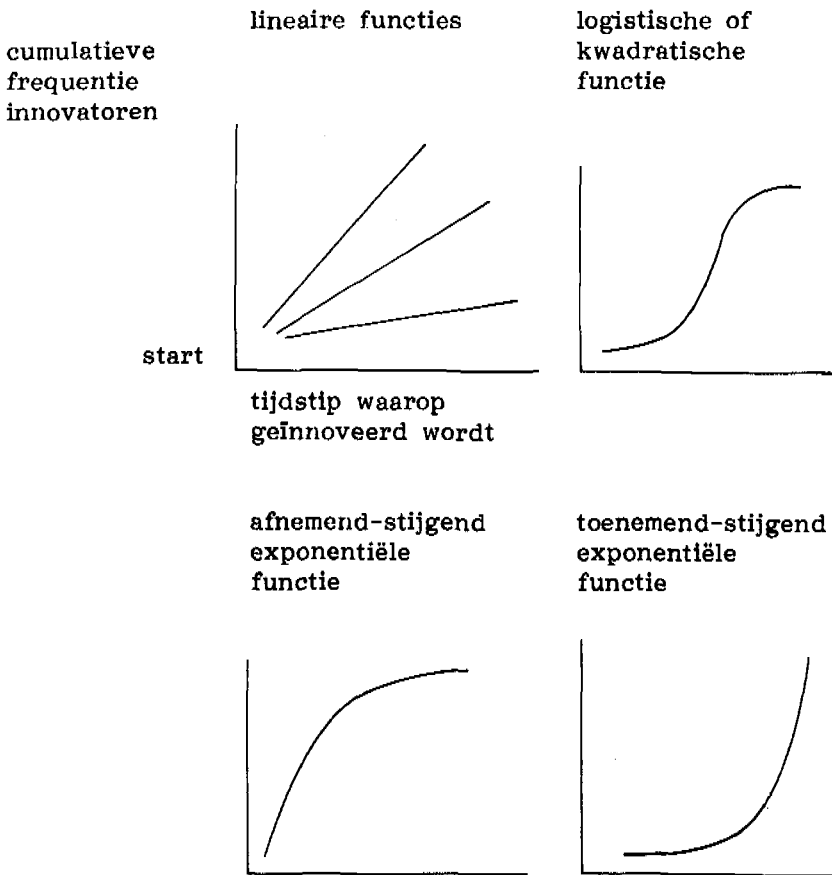 cumulatieve
frequentie
innovatoren
lineaire functies
logistische of
kwadratische
functie
start
tijdstip waarop
geïnnoveerd wordt
afnemend-stijgend
exponentiële
functie
toenemend-stijgend
exponentiële
functie